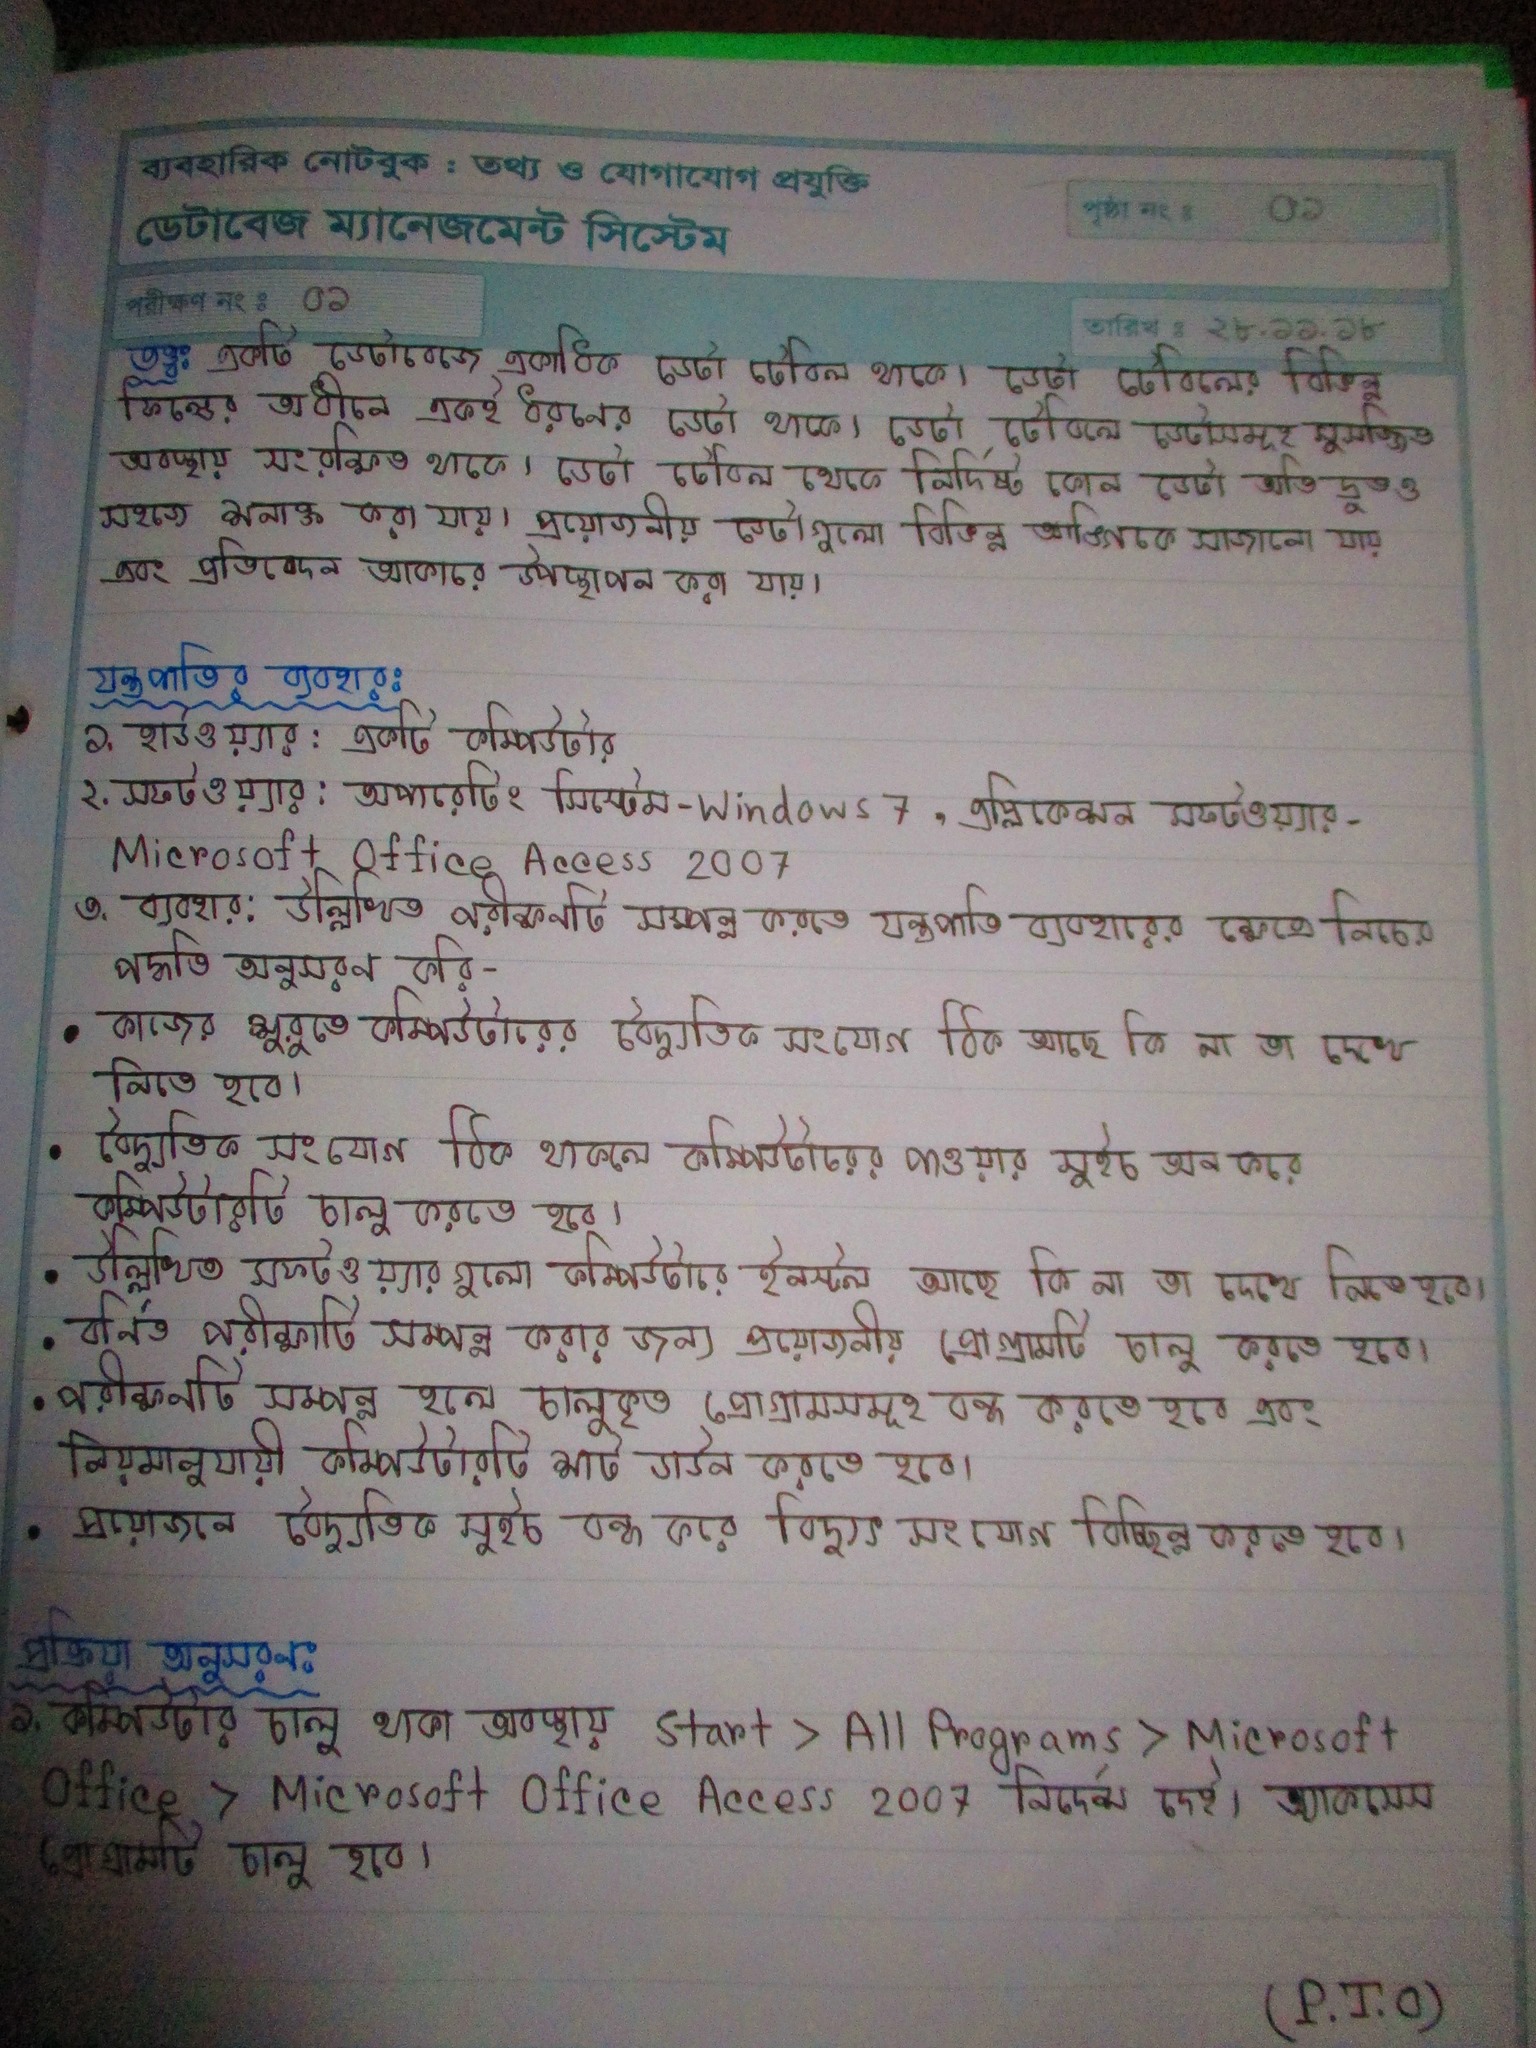 ব্যবহারিক নোটবুক : তথ্য ও যোগাযোগ প্রযুক্তি
ডেটাবেজ ম্যানেজমেন্ট সিস্টেম
পৃষ্ঠা নং : ০১
পরীক্ষণ নং : ০১
তারিখ : ২৮.১১.১৮
তত্ত্বঃ একটি ডেটাবেজে একাধিক ডেটা টেবিল থাকে। ডেটা টেবিলের বিভিন্ন
ফিল্ডের অধীনে একই ধরনের ডেটা থাকে। ডেটা টেবিলে ডেটাসমূহ সুসজ্জিত
অবস্থায় সংরক্ষিত থাকে। ডেটা টেবিল থেকে নির্দিষ্ট কোন ডেটা অতি দ্রুত ও
সহজে শনাক্ত করা যায়। প্রয়োজনীয় ডেটাগুলো বিভিন্ন আঙ্গিকে সাজানো যায়
এবং প্রতিবেদন আকারে উপস্থাপন করা যায়।
যন্ত্রপাতির ব্যবহারঃ
১. হার্ডওয়্যার: একটি কম্পিউটার
২. সফটওয়্যার: অপারেটিং সিস্টেম-Windows 7, এপ্লিকেশন সফটওয়্যার-
Microsoft Office Access 2007
৩. ব্যবহার: উল্লিখিত পরীক্ষনটি সম্পন্ন করতে যন্ত্রপাতি ব্যবহারের ক্ষেত্রে নিচের
পদ্ধতি অনুসরণ করি-
• কাজের শুরুতে কম্পিউটারের বৈদ্যুতিক সংযোগ ঠিক আছে কি না তা দেখে
নিতে হবে।
• বৈদ্যুতিক সংযোগ ঠিক থাকলে কম্পিউটারের পাওয়ার সুইচ অন করে
কম্পিউটারটি চালু করতে হবে।
• উল্লিখিত সফটওয়্যারগুলো কম্পিউটারে ইনস্টল আছে কি না তা দেখে নিতে হবে।
• বর্নিত পরীক্ষাটি সম্পন্ন করার জন্য প্রয়োজনীয় প্রোগ্রামটি চালু করতে হবে।
• পরীক্ষনটি সম্পন্ন হলে চালুকৃত প্রোগ্রামসমূহ বন্ধ করতে হবে এবং
নিয়মানুযায়ী কম্পিউটারটি শাট ডাউন করতে হবে।
• প্রয়োজনে বৈদ্যুতিক সুইচ বন্ধ করে বিদ্যুৎ সংযোগ বিচ্ছিন্ন করতে হবে।
প্রক্রিয়া অনুসরনঃ
১. কম্পিউটার চালু থাকা অবস্থায় Start > All Programs > Microsoft
Office > Microsoft Office Access 2007 নির্দেশ দেই। অ্যাকসেস
প্রোগ্রামটি চালু হবে।
(P.T.O)